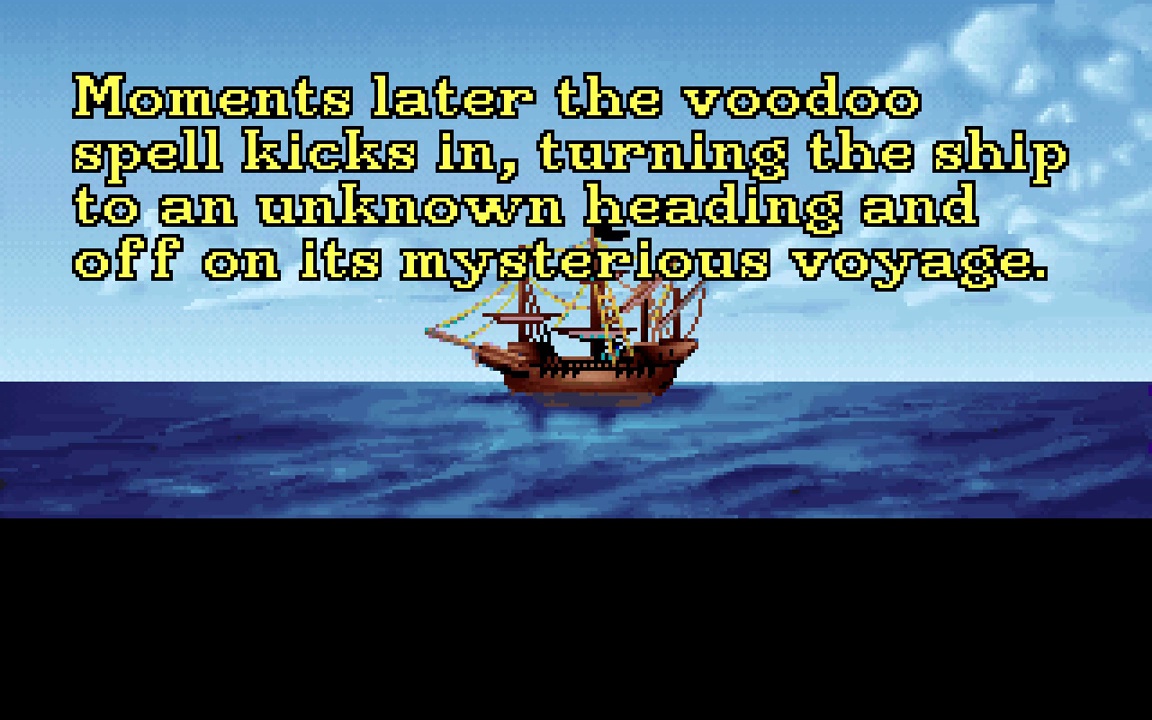 Moments later the voodoo
spell kicks in, turning the ship
to an unknown heading and
off on its mysterious voyage.